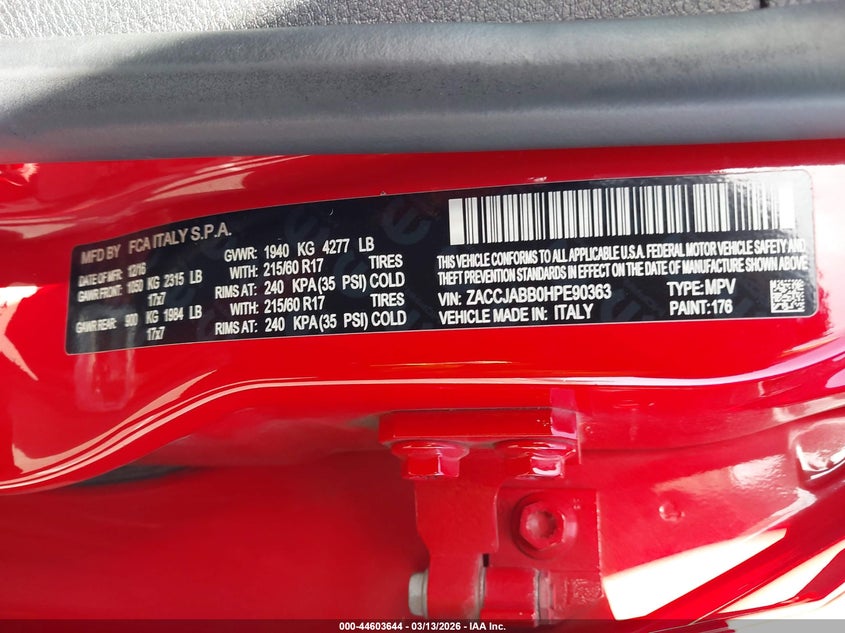 MFD BY FCA ITALY S.P.A.
DATE OF MFR: 12/16 GVWR: 1940 KG 4277 LB
GAWR FRONT: 1050 KG 2315 LB WITH: 215/60 R17 TIRES
17x7 RIMS AT: 240 KPA(35 PSI) COLD
GAWR REAR: 900 KG 1984 LB WITH: 215/60 R17 TIRES
17x7 RIMS AT: 240 KPA(35 PSI) COLD
THIS VEHICLE CONFORMS TO ALL APPLICABLE U.S.A. FEDERAL MOTOR VEHICLE SAFETY AND
THEFT PREVENTION STANDARDS IN EFFECT ON THE DATE OF MANUFACTURE SHOWN ABOVE.
VIN: ZACCJABB0HPE90363 TYPE: MPV
VEHICLE MADE IN: ITALY PAINT: 176
000-44603644 — 03/13/2026 — IAA Inc.